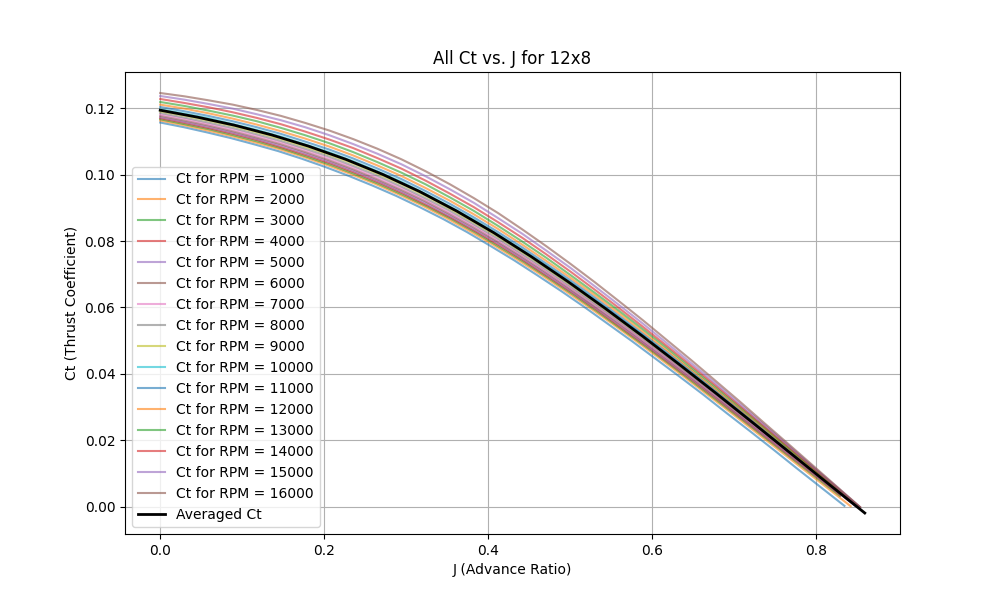 All Ct vs. J for 12x8
Ct (Thrust Coefficient)
0.12
0.10
0.08
0.06
0.04
0.02
0.00
Ct for RPM = 1000
Ct for RPM = 2000
Ct for RPM = 3000
Ct for RPM = 4000
Ct for RPM = 5000
Ct for RPM = 6000
Ct for RPM = 7000
Ct for RPM = 8000
Ct for RPM = 9000
Ct for RPM = 10000
Ct for RPM = 11000
Ct for RPM = 12000
Ct for RPM = 13000
Ct for RPM = 14000
Ct for RPM = 15000
Ct for RPM = 16000
Averaged Ct
0.0 0.2 0.4 0.6 0.8
J (Advance Ratio)